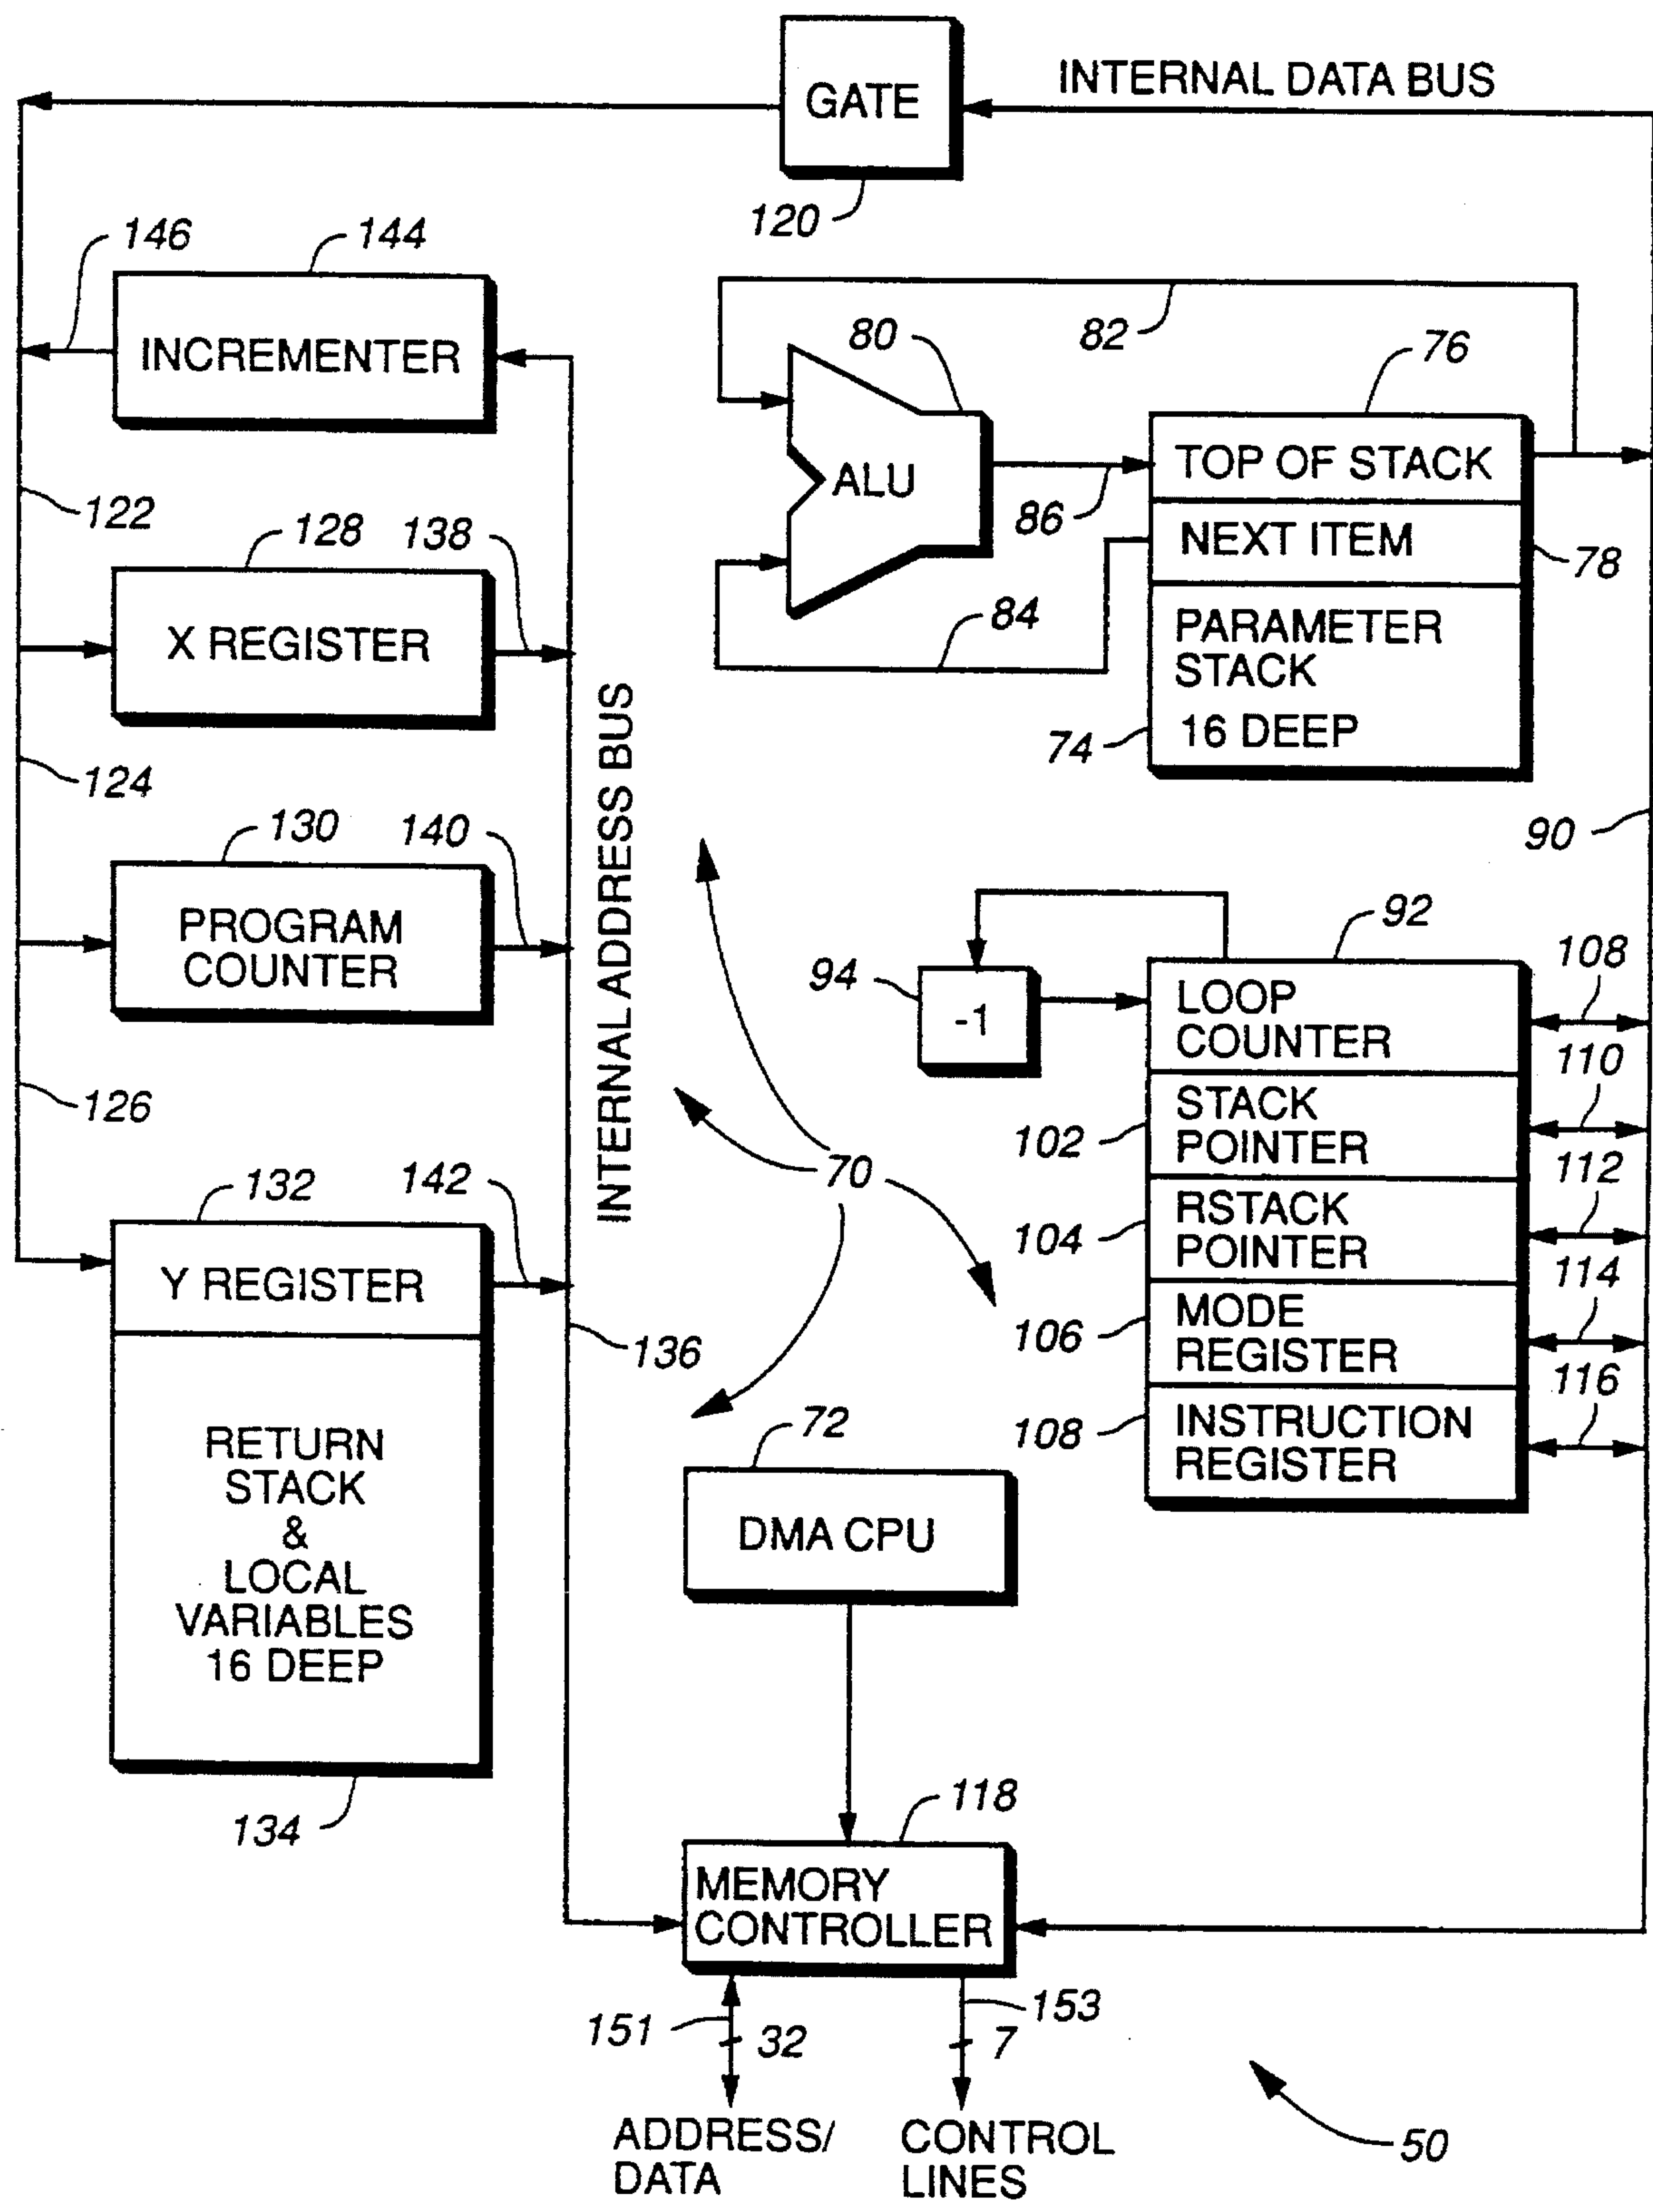 GATE
INTERNAL DATA BUS
120
146
144
INCREMENTER
82
80
76
ALU
TOP OF STACK
86
NEXT ITEM
78
84
PARAMETER
STACK
16 DEEP
74
122
128
138
X REGISTER
124
130
140
PROGRAM
COUNTER
INTERNAL ADDRESS BUS
90
92
94
-1
LOOP
COUNTER
108
110
STACK
POINTER
102
112
70
RSTACK
POINTER
104
114
MODE
REGISTER
106
116
INSTRUCTION
REGISTER
108
126
132
142
Y REGISTER
136
RETURN
STACK
&
LOCAL
VARIABLES
16 DEEP
134
72
DMA CPU
118
MEMORY
CONTROLLER
151
32
153
7
ADDRESS/
DATA
CONTROL
LINES
50